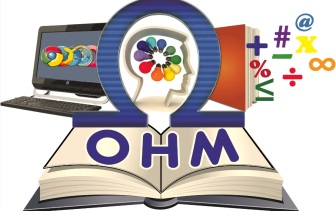 Ω
@
+ # x ∞
% _ ÷
≤
OHM